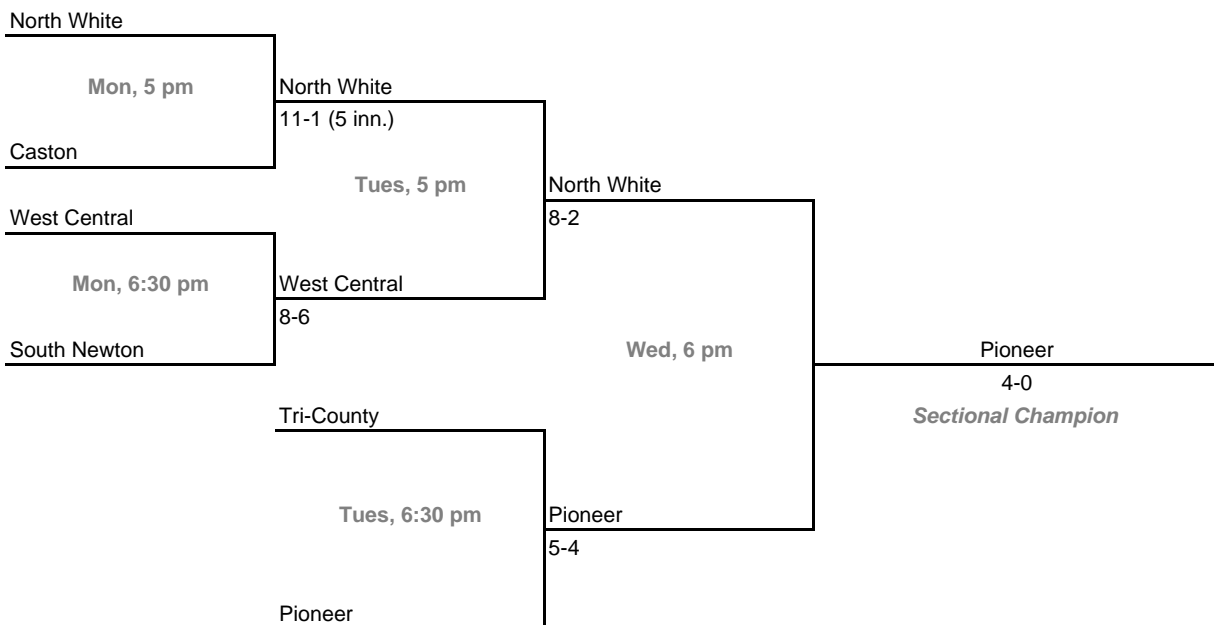 North White
Mon, 5 pm
North White
11-1 (5 inn.)
Caston
Tues, 5 pm
North White
West Central
8-2
Mon, 6:30 pm
West Central
8-6
South Newton
Wed, 6 pm
Pioneer
4-0
Tri-County
Sectional Champion
Tues, 6:30 pm
Pioneer
5-4
Pioneer